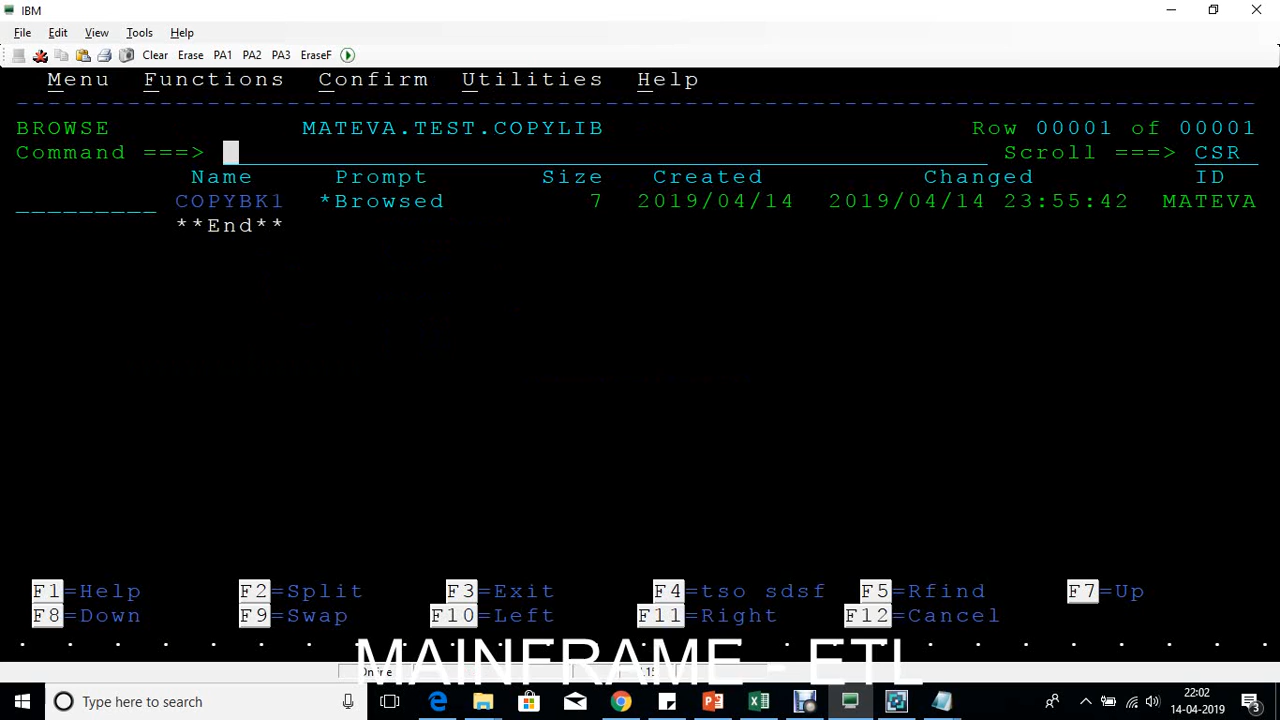 IBM
File Edit View Tools Help
Clear Erase PA1 PA2 PA3 EraseF
Menu Functions Confirm Utilities Help
BROWSE MATEVA.TEST.COPYLIB Row 00001 of 00001
Command ===> Scroll ===> CSR
Name Prompt Size Created Changed ID
_________ COPYBK1 *Browsed 7 2019/04/14 2019/04/14 23:55:42 MATEVA
**End**
F1=Help F2=Split F3=Exit F4=tso sdsf F5=Rfind F7=Up
F8=Down F9=Swap F10=Left F11=Right F12=Cancel
MAINFRAME - ETL
Online
Type here to search
22:02
14-04-2019
3